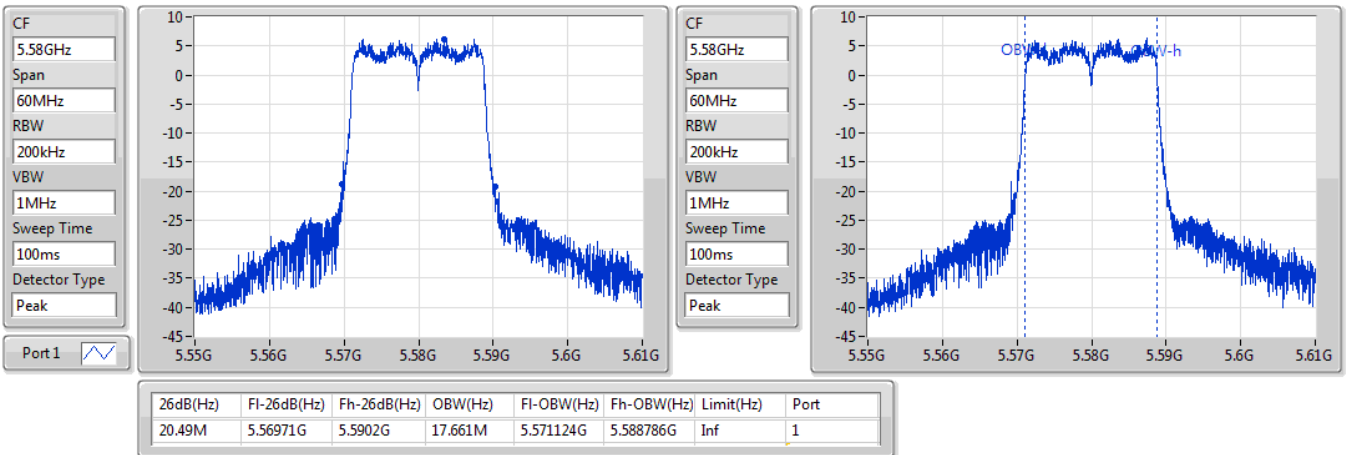 CF
5.58GHz
Span
60MHz
RBW
200kHz
VBW
1MHz
Sweep Time
100ms
Detector Type
Peak
Port 1
10
5
0
-5
-10
-15
-20
-25
-30
-35
-40
-45
5.55G 5.56G 5.57G 5.58G 5.59G 5.6G 5.61G
CF
5.58GHz
Span
60MHz
RBW
200kHz
VBW
1MHz
Sweep Time
100ms
Detector Type
Peak
10
5
0
-5
-10
-15
-20
-25
-30
-35
-40
-45
5.55G 5.56G 5.57G 5.58G 5.59G 5.6G 5.61G
26dB(Hz) Fl-26dB(Hz) Fh-26dB(Hz) OBW(Hz) Fl-OBW(Hz) Fh-OBW(Hz) Limit(Hz) Port
20.49M 5.56971G 5.5902G 17.661M 5.571124G 5.588786G Inf 1